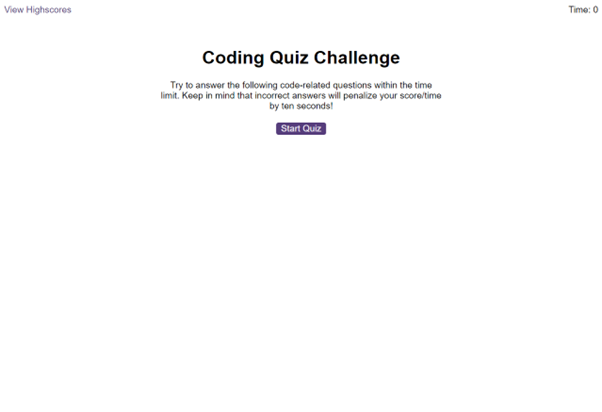 View Highscores
Time: 0
Coding Quiz Challenge
Try to answer the following code-related questions within the time
limit. Keep in mind that incorrect answers will penalize your score/time
by ten seconds!
Start Quiz